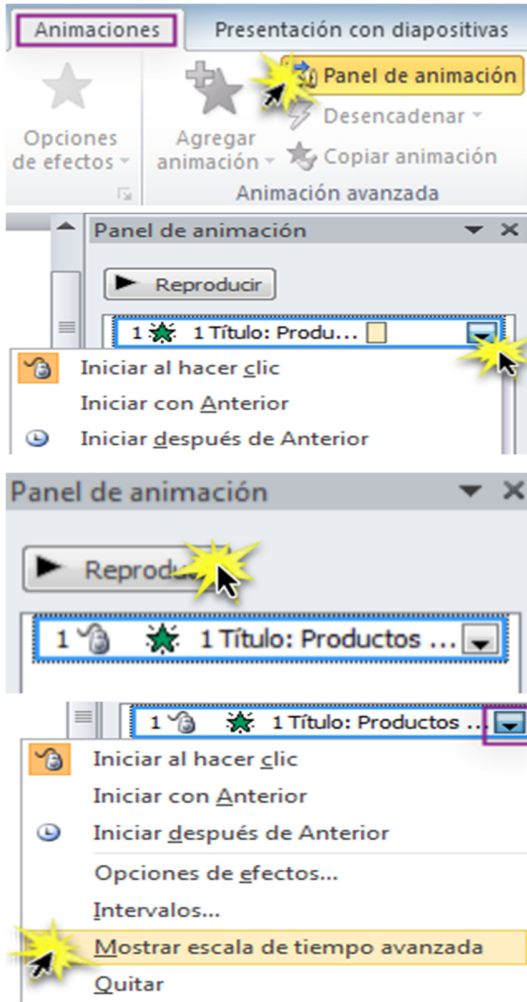 Animaciones Presentación con diapositivas
Panel de animación
Desencadenar
Opciones de efectos
Agregar animación
Copiar animación
Animación avanzada
Panel de animación
Reproducir
1 1 Título: Produ...
Iniciar al hacer clic
Iniciar con Anterior
Iniciar después de Anterior
Panel de animación
1 1 Título: Productos ...
1 1 Título: Productos ...
Iniciar al hacer clic
Iniciar con Anterior
Iniciar después de Anterior
Opciones de efectos...
Intervalos...
Mostrar escala de tiempo avanzada
Quitar